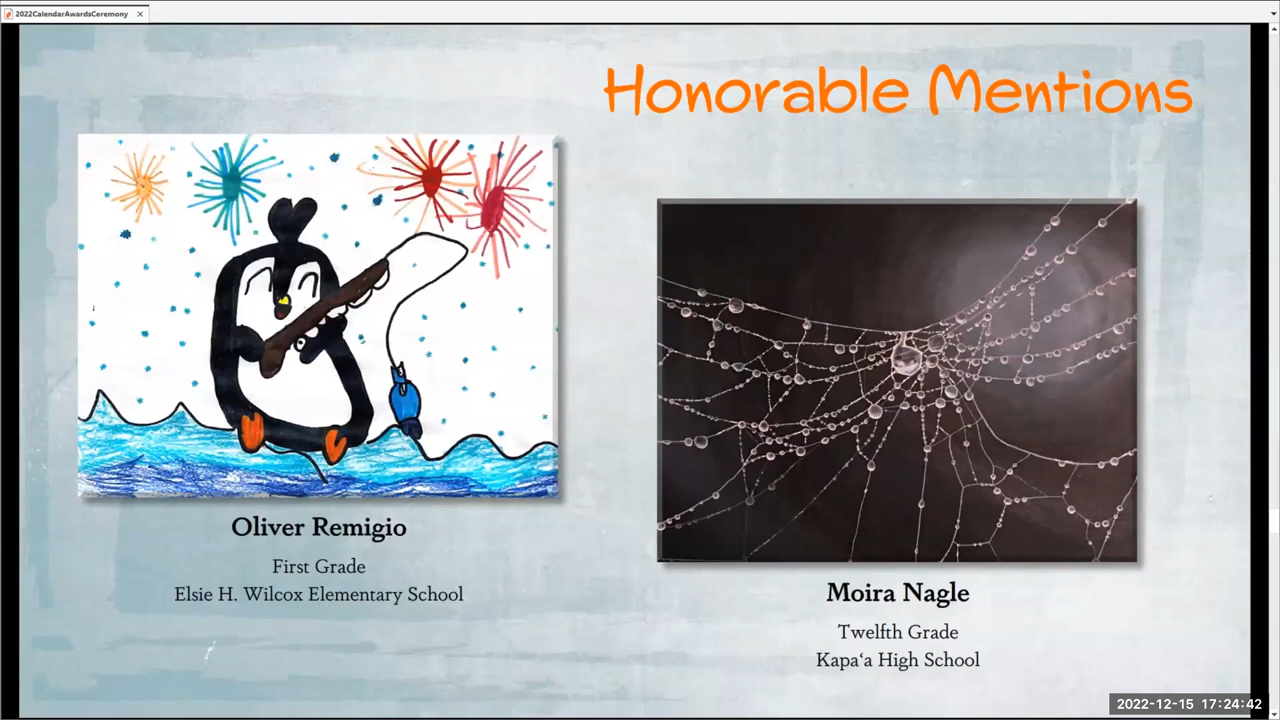 2022CalendarAwardsCeremony
Honorable Mentions
Oliver Remigio
First Grade
Elsie H. Wilcox Elementary School
Moira Nagle
Twelfth Grade
Kapa‘a High School
2022-12-15 17:24:42